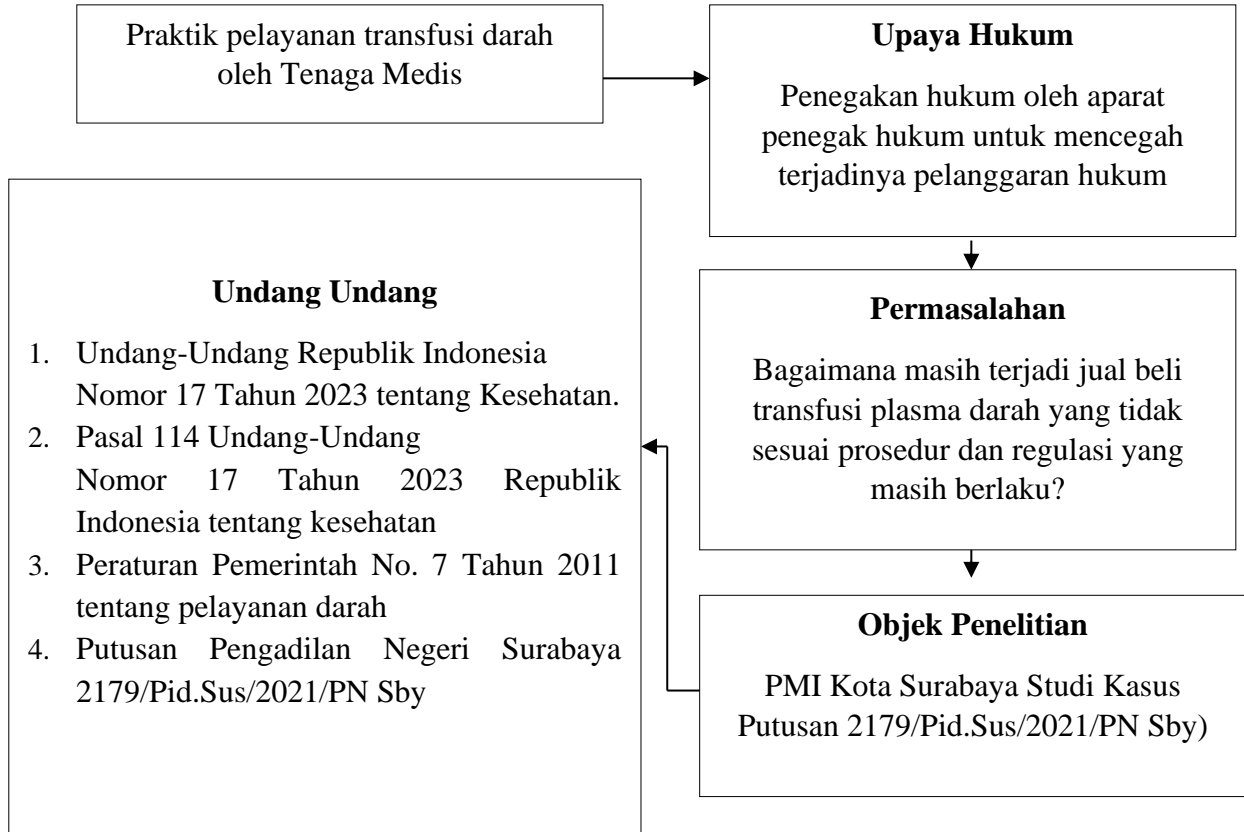 Praktik pelayanan transfusi darah
oleh Tenaga Medis
Upaya Hukum
Penegakan hukum oleh aparat
penegak hukum untuk mencegah
terjadinya pelanggaran hukum
Permasalahan
Bagaimana masih terjadi jual beli
transfusi plasma darah yang tidak
sesuai prosedur dan regulasi yang
masih berlaku?
Objek Penelitian
PMI Kota Surabaya Studi Kasus
Putusan 2179/Pid.Sus/2021/PN Sby)
Undang Undang
1. Undang-Undang Republik Indonesia
Nomor 17 Tahun 2023 tentang Kesehatan.
2. Pasal 114 Undang-Undang
Nomor 17 Tahun 2023 Republik
Indonesia tentang kesehatan
3. Peraturan Pemerintah No. 7 Tahun 2011
tentang pelayanan darah
4. Putusan Pengadilan Negeri Surabaya
2179/Pid.Sus/2021/PN Sby